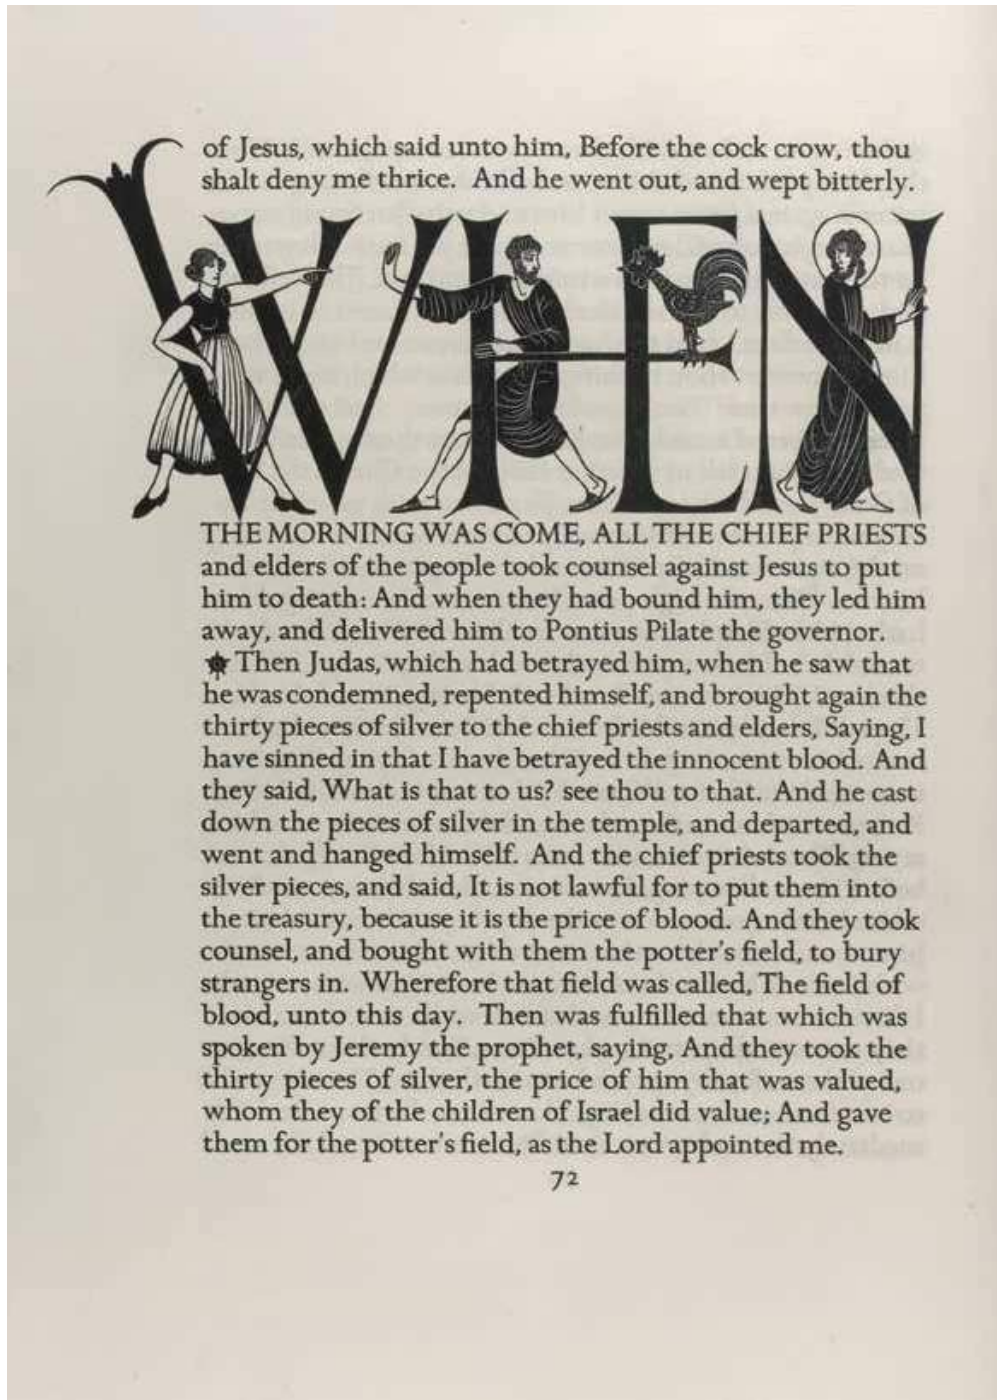 of Jesus, which said unto him, Before the cock crow, thou
shalt deny me thrice. And he went out, and wept bitterly.
WHEN
THE MORNING WAS COME, ALL THE CHIEF PRIESTS
and elders of the people took counsel against Jesus to put
him to death: And when they had bound him, they led him
away, and delivered him to Pontius Pilate the governor.
Then Judas, which had betrayed him, when he saw that
he was condemned, repented himself, and brought again the
thirty pieces of silver to the chief priests and elders, Saying, I
have sinned in that I have betrayed the innocent blood. And
they said, What is that to us? see thou to that. And he cast
down the pieces of silver in the temple, and departed, and
went and hanged himself. And the chief priests took the
silver pieces, and said, It is not lawful for to put them into
the treasury, because it is the price of blood. And they took
counsel, and bought with them the potter's field, to bury
strangers in. Wherefore that field was called, The field of
blood, unto this day. Then was fulfilled that which was
spoken by Jeremy the prophet, saying, And they took the
thirty pieces of silver, the price of him that was valued,
whom they of the children of Israel did value; And gave
them for the potter's field, as the Lord appointed me.
72